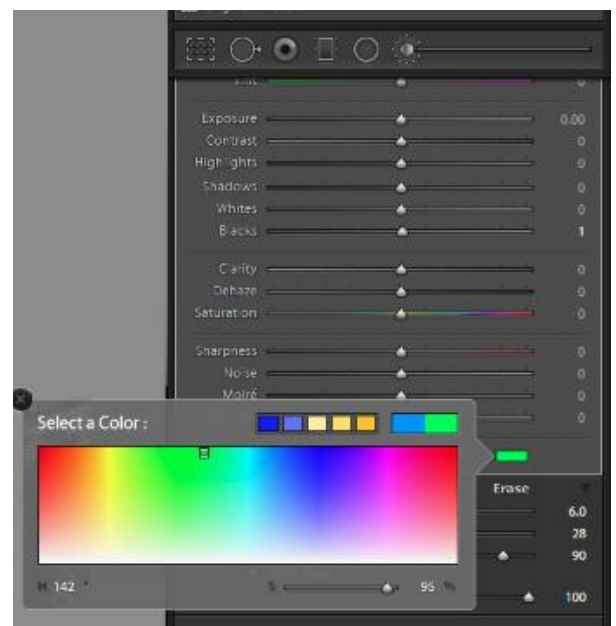 0
Exposure 0.00
Contrast 0
Highlights 0
Shadows 0
Whites 0
Blacks 1
Clarity 0
Dehaze 0
Saturation 0
Sharpness 0
Noise 0
Moiré 0
0
Select a Color :
Erase
6.0
28
H 142 ° S 95 % 90
100